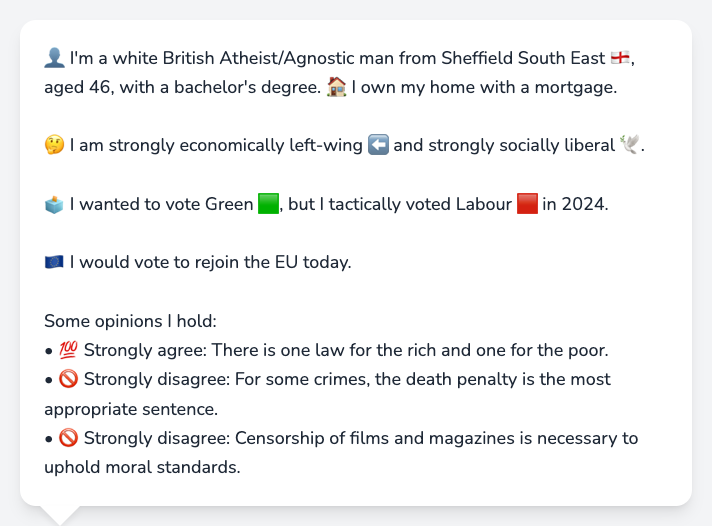 👤 I'm a white British Atheist/Agnostic man from Sheffield South East 🏴󠁧󠁢󠁥󠁮󠁧󠁿,
aged 46, with a bachelor's degree. 🏠 I own my home with a mortgage.
🤔 I am strongly economically left-wing ⬅️ and strongly socially liberal 🕊️.
🗳️ I wanted to vote Green 🟩, but I tactically voted Labour 🟥 in 2024.
🇪🇺 I would vote to rejoin the EU today.
Some opinions I hold:
• 💯 Strongly agree: There is one law for the rich and one for the poor.
• 🚫 Strongly disagree: For some crimes, the death penalty is the most
appropriate sentence.
• 🚫 Strongly disagree: Censorship of films and magazines is necessary to
uphold moral standards.